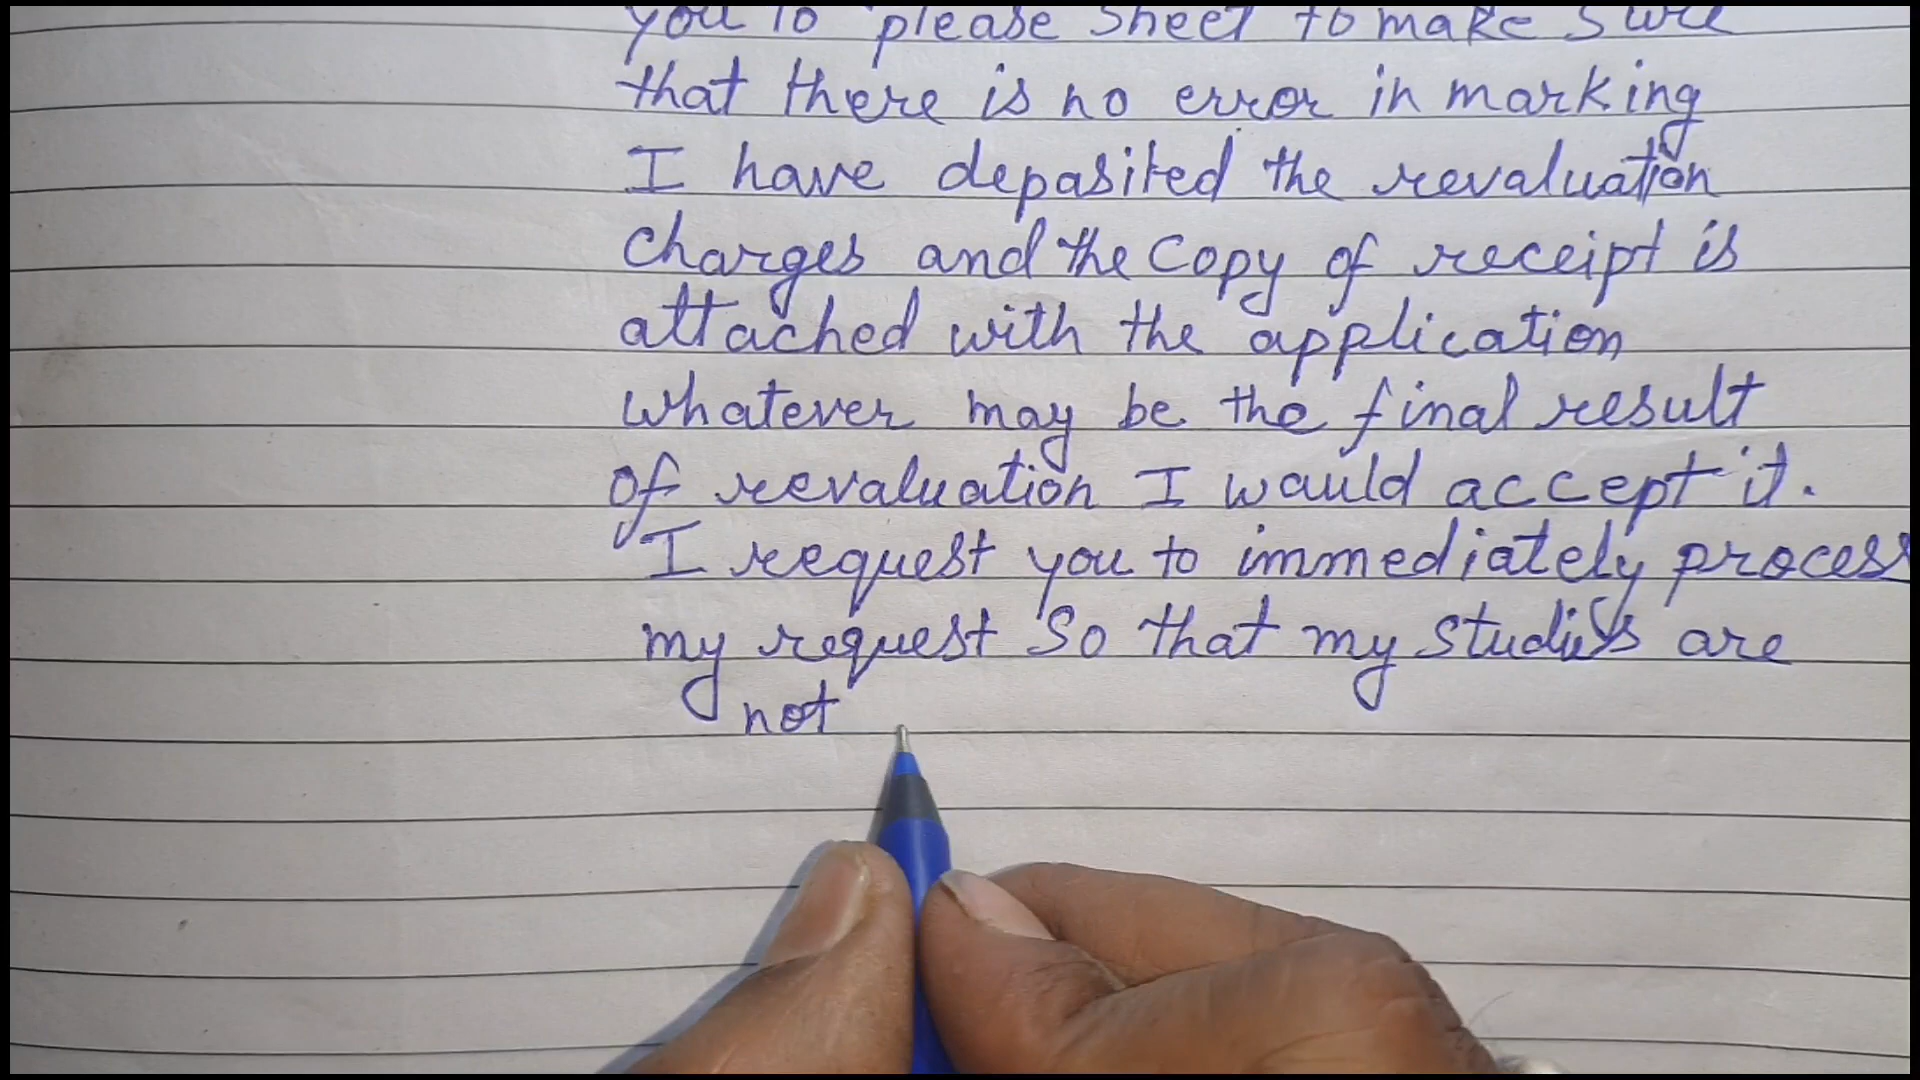 you to please sheet to make sure
that there is no error in marking
I have depasited the revaluation
charges and the copy of receipt is
attached with the application
whatever may be the final result
of revaluation I wauld accept it.
I request you to immediately process
my request so that my studies are
not